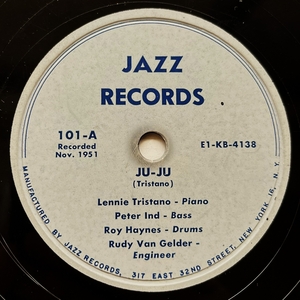 JAZZ
RECORDS
101-A
Recorded
Nov. 1951
E1-KB-4138
JU-JU
(Tristano)
Lennie Tristano - Piano
Peter Ind - Bass
Roy Haynes - Drums
Rudy Van Gelder -
Engineer
MANUFACTURED BY JAZZ RECORDS, 317 EAST 32ND STREET, NEW YORK 16, N. Y.